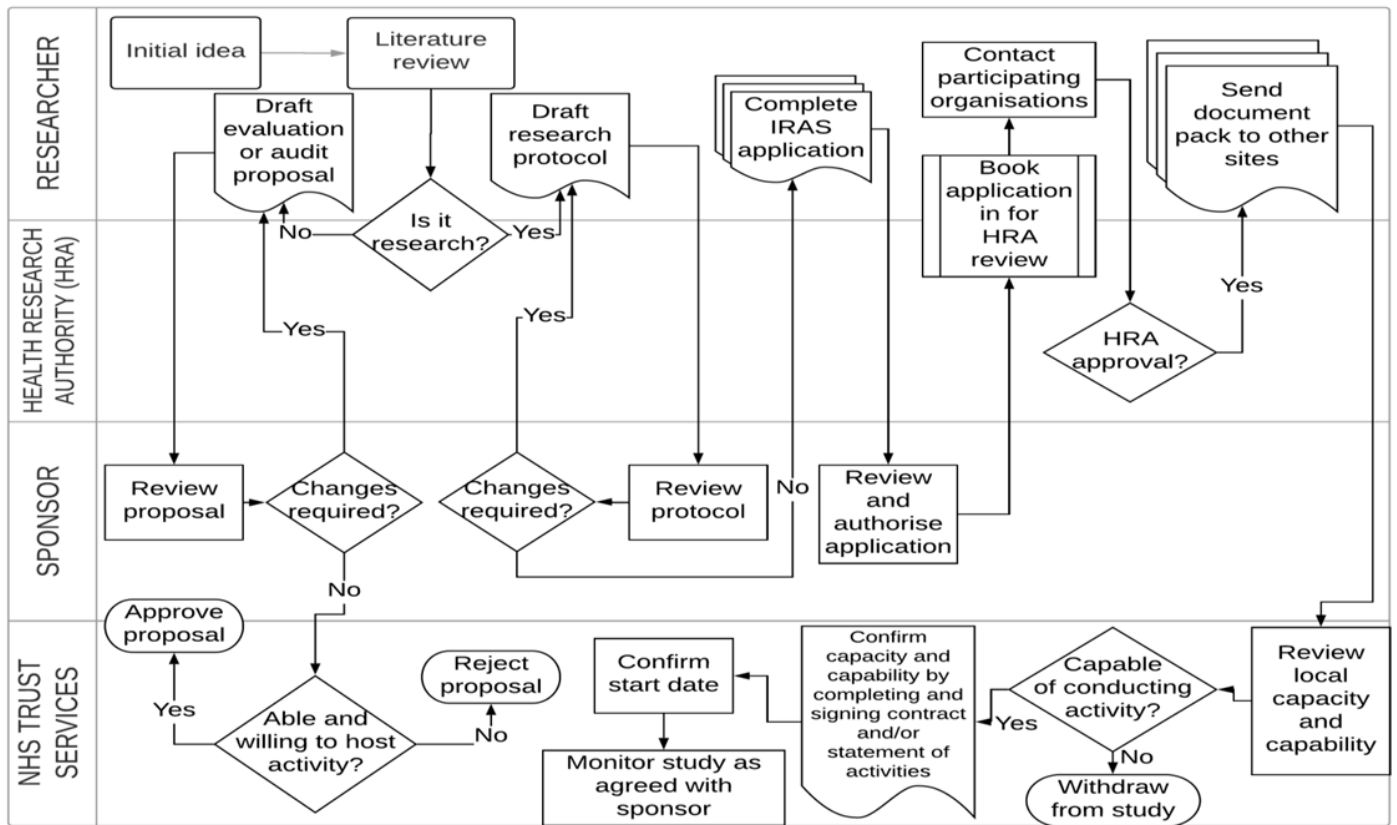 RESEARCHER
Initial idea
Literature
review
Draft
evaluation
or audit
proposal
Draft
research
protocol
Complete
IRAS
application
Contact
participating
organisations
Send
document
pack to other
sites
Is it
research?
No
Yes
Book
application
in for
HRA
review
HEALTH RESEARCH
AUTHORITY (HRA)
Yes
Yes
HRA
approval?
Yes
SPONSOR
Review
proposal
Changes
required?
Changes
required?
Review
protocol
No
Review
and
authorise
application
No
NHS TRUST
SERVICES
Approve
proposal
Yes
Able and
willing to host
activity?
No
Reject
proposal
Confirm
start date
Monitor study as
agreed with
sponsor
Confirm
capacity and
capability by
completing and
signing contract
and/or
statement of
activities
Yes
Capable
of conducting
activity?
No
Withdraw
from study
Review
local
capacity
and
capability